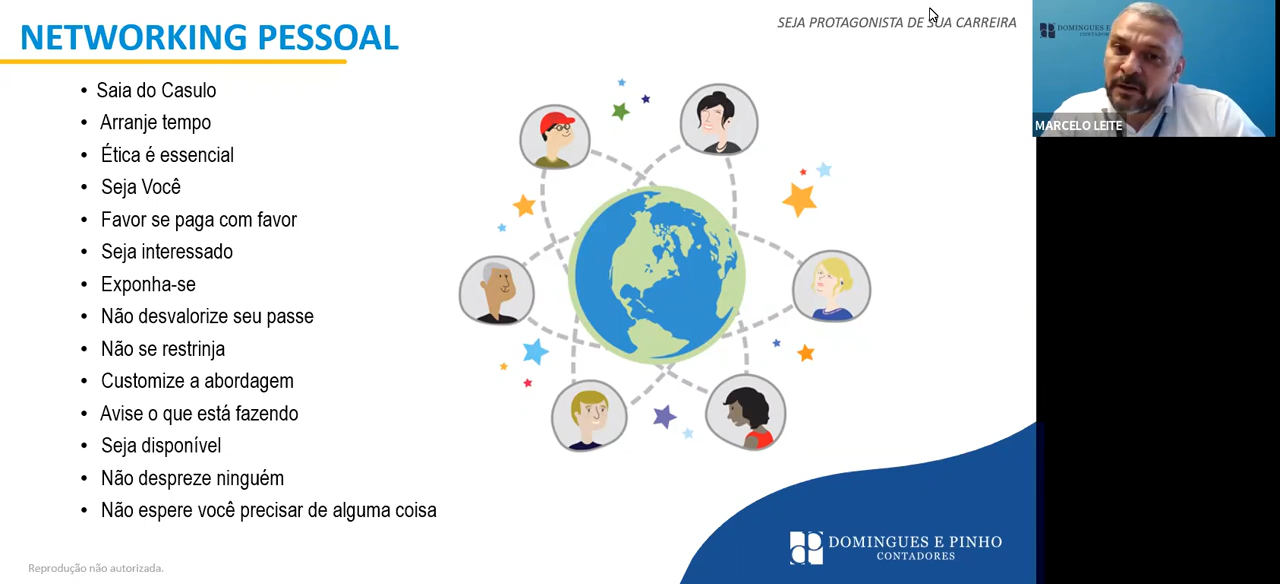 NETWORKING PESSOAL
SEJA PROTAGONISTA DE SUA CARREIRA
• Saia do Casulo
• Arranje tempo
• Ética é essencial
• Seja Você
• Favor se paga com favor
• Seja interessado
• Exponha-se
• Não desvalorize seu passe
• Não se restrinja
• Customize a abordagem
• Avise o que está fazendo
• Seja disponível
• Não despreze ninguém
• Não espere você precisar de alguma coisa
DOMINGUES E PINHO
CONTADORES
Reprodução não autorizada.
DOMINGUES E
CONTADOR
MARCELO LEITE